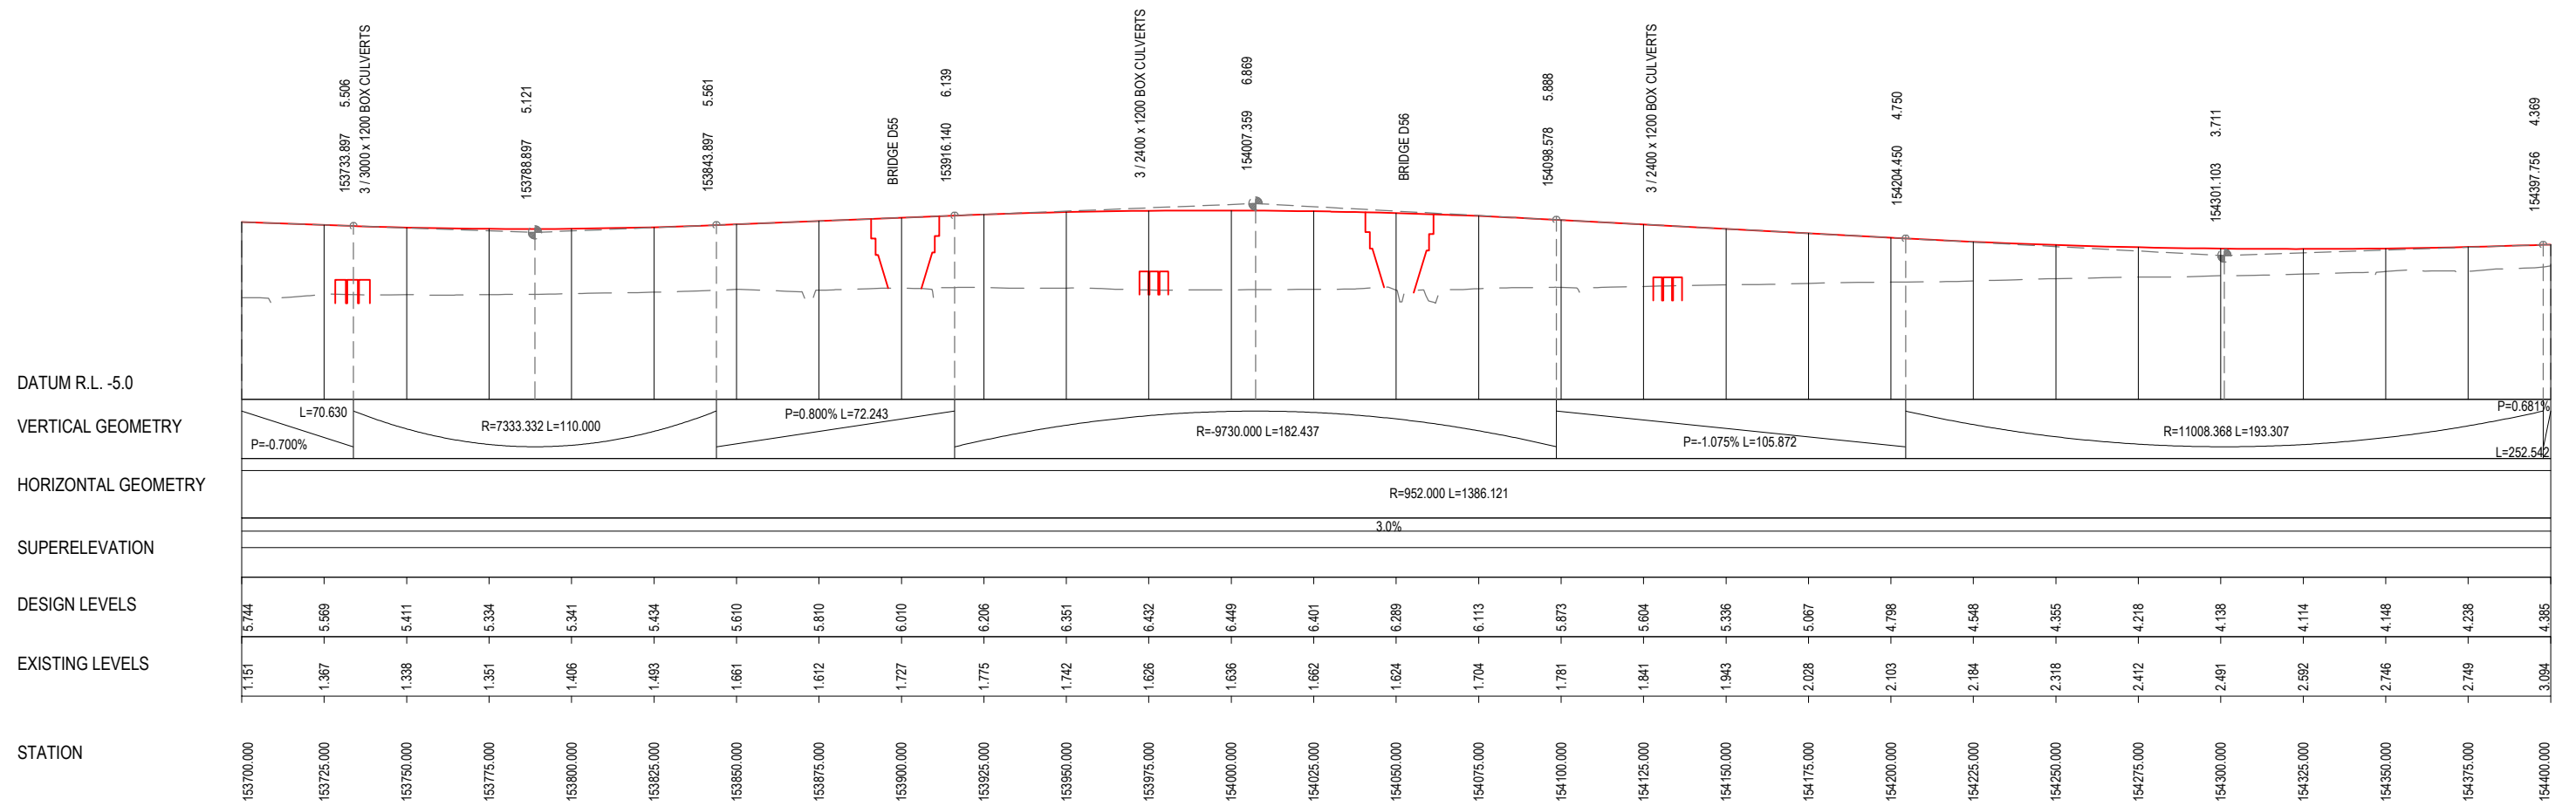 153733.897 5.506
3 / 3000 x 1200 BOX CULVERTS
153788.897 5.121
153843.897 5.561
BRIDGE D55
153916.140 6.139
3 / 2400 x 1200 BOX CULVERTS
154007.359 6.869
BRIDGE D56
154098.578 5.888
3 / 2400 x 1200 BOX CULVERTS
154204.450 4.750
154301.103 3.711
154397.756 4.369
DATUM R.L. -5.0
VERTICAL GEOMETRY
L=70.630
P=-0.700%
R=7333.332 L=110.000
P=0.800% L=72.243
R=-9730.000 L=182.437
P=-1.075% L=105.872
R=11008.368 L=193.307
P=0.681%
L=252.542
HORIZONTAL GEOMETRY
R=952.000 L=1386.121
SUPERELEVATION
3.0%
DESIGN LEVELS
5.744 5.569 5.411 5.334 5.341 5.434 5.610 5.810 6.010 6.206 6.351 6.432 6.449 6.401 6.289 6.113 5.873 5.604 5.336 5.067 4.798 4.548 4.355 4.218 4.138 4.114 4.148 4.238 4.385
EXISTING LEVELS
1.151 1.367 1.338 1.351 1.406 1.493 1.661 1.612 1.727 1.775 1.742 1.626 1.636 1.662 1.624 1.704 1.781 1.841 1.943 2.028 2.103 2.184 2.318 2.412 2.491 2.592 2.746 2.749 3.094
STATION
153700.000 153725.000 153750.000 153775.000 153800.000 153825.000 153850.000 153875.000 153900.000 153925.000 153950.000 153975.000 154000.000 154025.000 154050.000 154075.000 154100.000 154125.000 154150.000 154175.000 154200.000 154225.000 154250.000 154275.000 154300.000 154325.000 154350.000 154375.000 154400.000